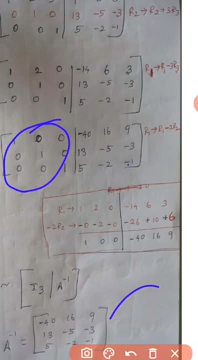 0 1 0 | 13 -5 -3 R₂→R₂+3R₃
0 0 1 | 5 -2 -1
1 2 0 | -14 6 3
0 1 0 | 13 -5 -3
0 0 1 | 5 -2 -1
1 0 0 | -40 16 9 R₁→R₁-2R₂
0 1 0 | 13 -5 -3
0 0 1 | 5 -2
R₁→ 1 2 0 | -14 6 3
-2R₂→ -0 -2 -0 | -26 +10 +6
1 0 0 | -40 16 9
~ [I₃ | A⁻¹]
-40 16 9
A⁻¹ = 13 -5 -3
5 -2 -1